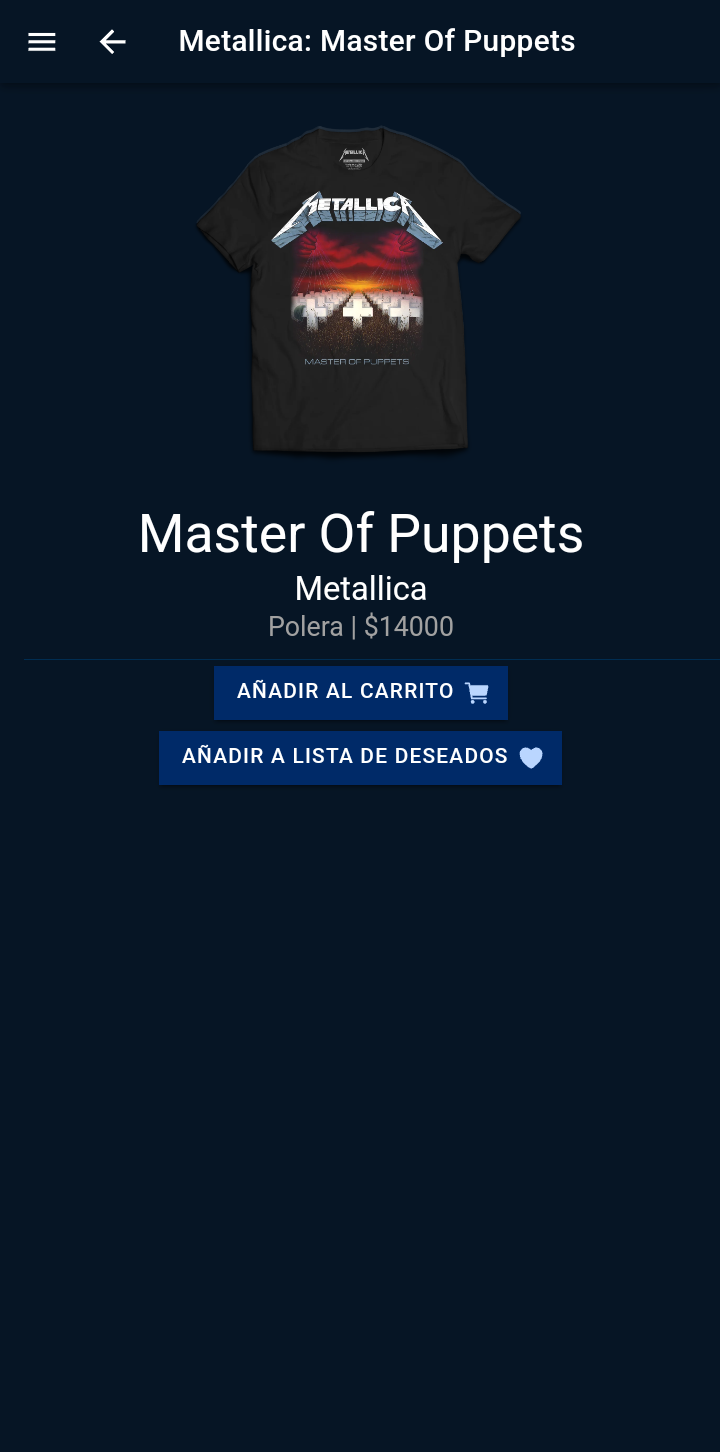 Metallica: Master Of Puppets
METALLICA
METALLICA
MASTER OF PUPPETS
Master Of Puppets
Metallica
Polera | $14000
AÑADIR AL CARRITO
AÑADIR A LISTA DE DESEADOS